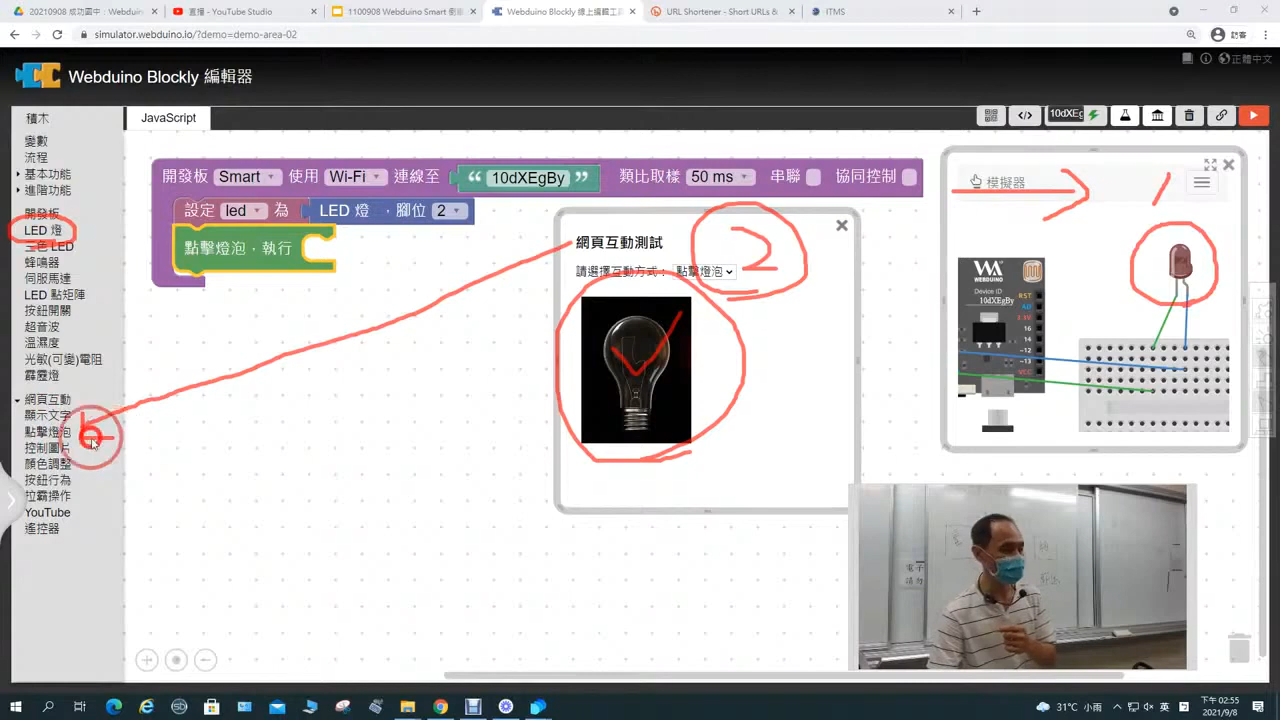 20210908 成功國中: Webduin
直播 - YouTube Studio
1100908 Webduino Smart 創
Webduino Blockly 線上編輯工具
URL Shortener - Short URLs &
ITMS
simulator.webduino.io/?demo=demo-area-02
訪客
Webduino Blockly 編輯器
正體中文
積木
JavaScript
10dXEg
變數
流程
基本功能
進階功能
開發板
LED 燈
三色 LED
蜂鳴器
伺服馬達
LED 點矩陣
按鈕開關
超音波
溫濕度
光敏(可變)電阻
霹靂燈
網頁互動
顯示文字
點擊燈泡
控制圖片
顏色調整
按鈕行為
拉霸操作
YouTube
遙控器
開發板 Smart 使用 Wi-Fi 連線至 “ 10dXEgBy ” 類比取樣 50 ms 串聯 協同控制
設定 led 為 LED 燈 , 腳位 2
點擊燈泡 , 執行
網頁互動測試
請選擇互動方式： 點擊燈泡
2
模擬器
1
WEBDUINO
Device ID
10dXEgBy
RST
AD
3.3V
16
14
12
13
VCC
電子
請勿
31°C 小雨
英
下午 02:55
2021/9/8